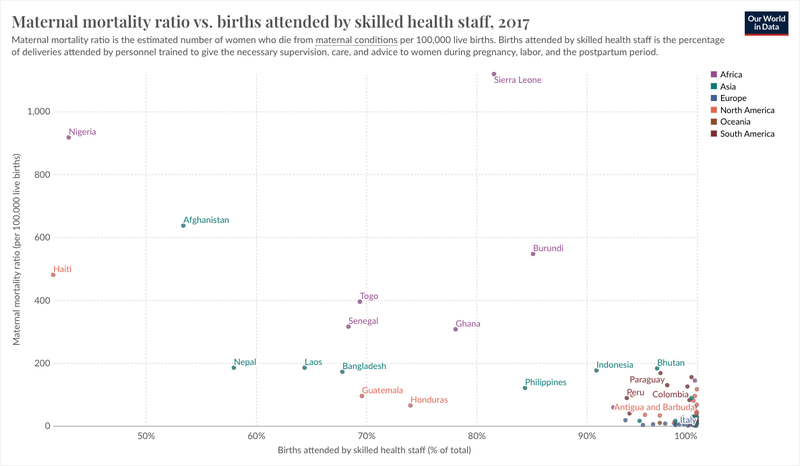 Maternal mortality ratio vs. births attended by skilled health staff, 2017
Our World
in Data
Maternal mortality ratio is the estimated number of women who die from maternal conditions per 100,000 live births. Births attended by skilled health staff is the percentage
of deliveries attended by personnel trained to give the necessary supervision, care, and advice to women during pregnancy, labor, and the postpartum period.
Africa
Asia
Europe
North America
Oceania
South America
Maternal mortality ratio (per 100,000 live births)
1,000
800
600
400
200
0
Sierra Leone
Nigeria
Afghanistan
Burundi
Haiti
Togo
Senegal
Ghana
Nepal
Laos
Bangladesh
Indonesia
Bhutan
Philippines
Paraguay
Guatemala
Peru
Colombia
Honduras
Antigua and Barbuda
Italy
50%
60%
70%
80%
90%
100%
Births attended by skilled health staff (% of total)